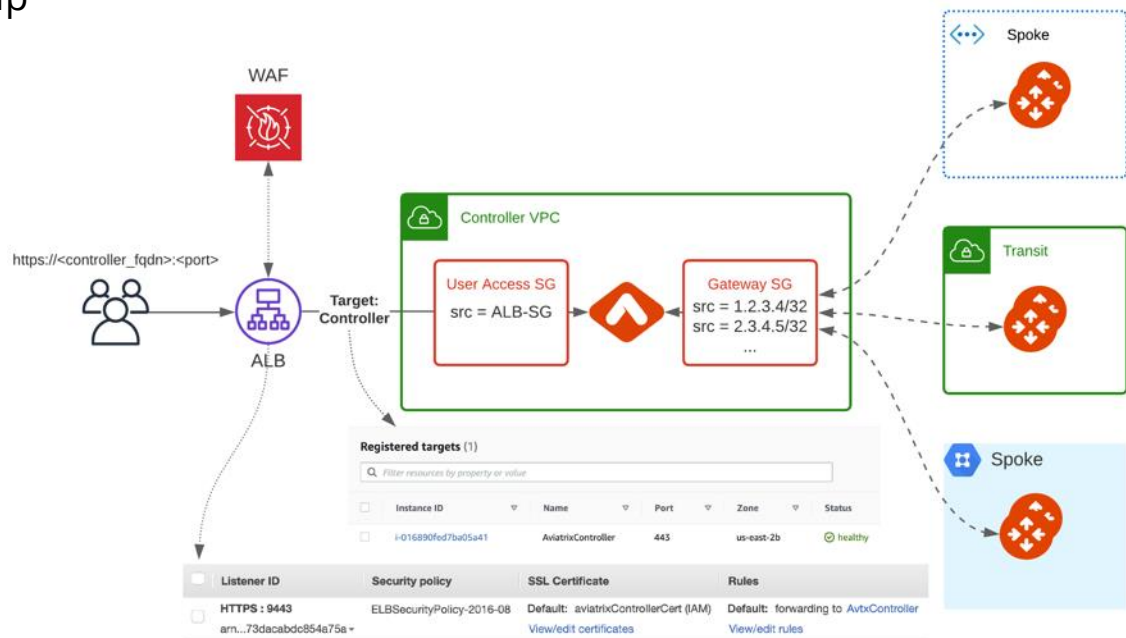 WAF
https://<controller_fqdn>:<port>
ALB
Target:
Controller
Controller VPC
User Access SG
src = ALB-SG
Gateway SG
src = 1.2.3.4/32
src = 2.3.4.5/32
...
Spoke
Transit
Spoke
Registered targets (1)
Filter resources by property or value
Instance ID Name Port Zone Status
i-016890fed7ba05a41 AviatrixController 443 us-east-2b healthy
Listener ID Security policy SSL Certificate Rules
HTTPS : 9443 ELBSecurityPolicy-2016-08 Default: aviatrixControllerCert (IAM) Default: forwarding to AvtxController
arn...73dacabdc854a75a View/edit certificates View/edit rules